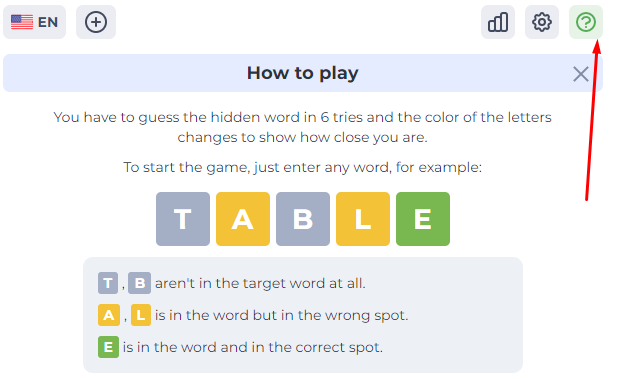 EN
How to play
You have to guess the hidden word in 6 tries and the color of the letters
changes to show how close you are.
To start the game, just enter any word, for example:
T A B L E
T , B aren't in the target word at all.
A , L is in the word but in the wrong spot.
E is in the word and in the correct spot.